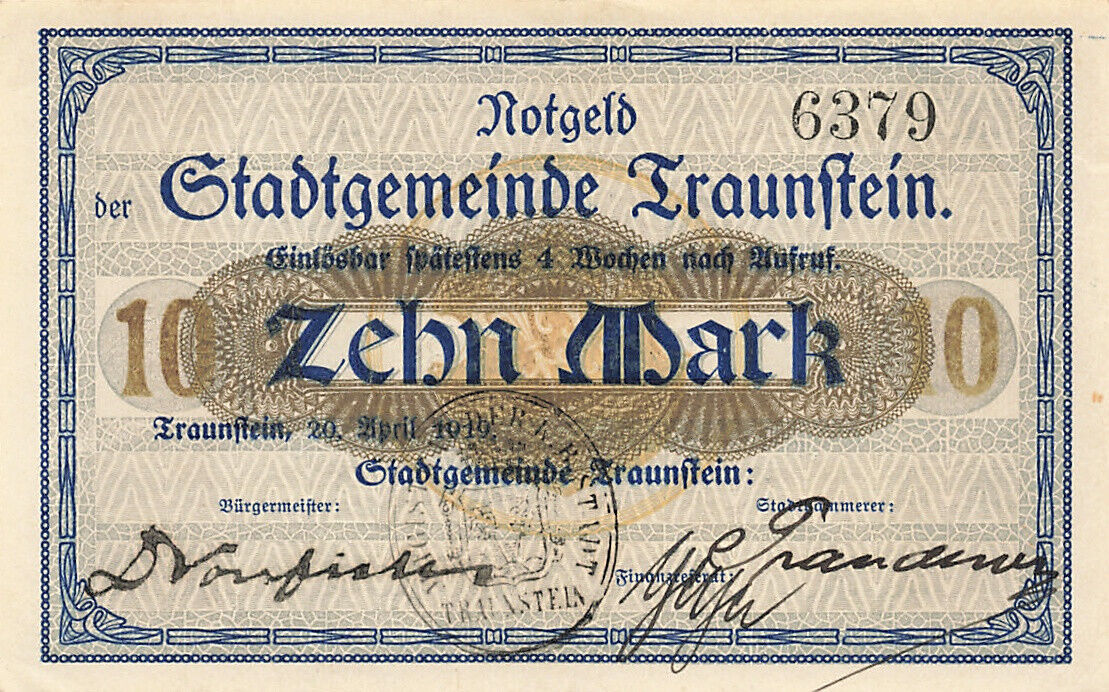 Notgeld 6379
der Stadtgemeinde Traunstein.
Einlösbar spätestens 4 Wochen nach Aufruf.
10 Zehn Mark 10
Traunstein, 20. April 1919.
Stadtgemeinde Traunstein:
Bürgermeister: Stadtkämmerer:
Finanzreferat:
TRAUNSTEIN